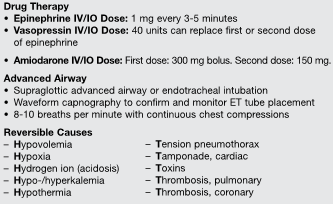 Drug Therapy
• Epinephrine IV/IO Dose: 1 mg every 3-5 minutes
• Vasopressin IV/IO Dose: 40 units can replace first or second dose
of epinephrine
• Amiodarone IV/IO Dose: First dose: 300 mg bolus. Second dose: 150 mg.
Advanced Airway
• Supraglottic advanced airway or endotracheal intubation
• Waveform capnography to confirm and monitor ET tube placement
• 8-10 breaths per minute with continuous chest compressions
Reversible Causes
– Hypovolemia
– Hypoxia
– Hydrogen ion (acidosis)
– Hypo-/hyperkalemia
– Hypothermia
– Tension pneumothorax
– Tamponade, cardiac
– Toxins
– Thrombosis, pulmonary
– Thrombosis, coronary